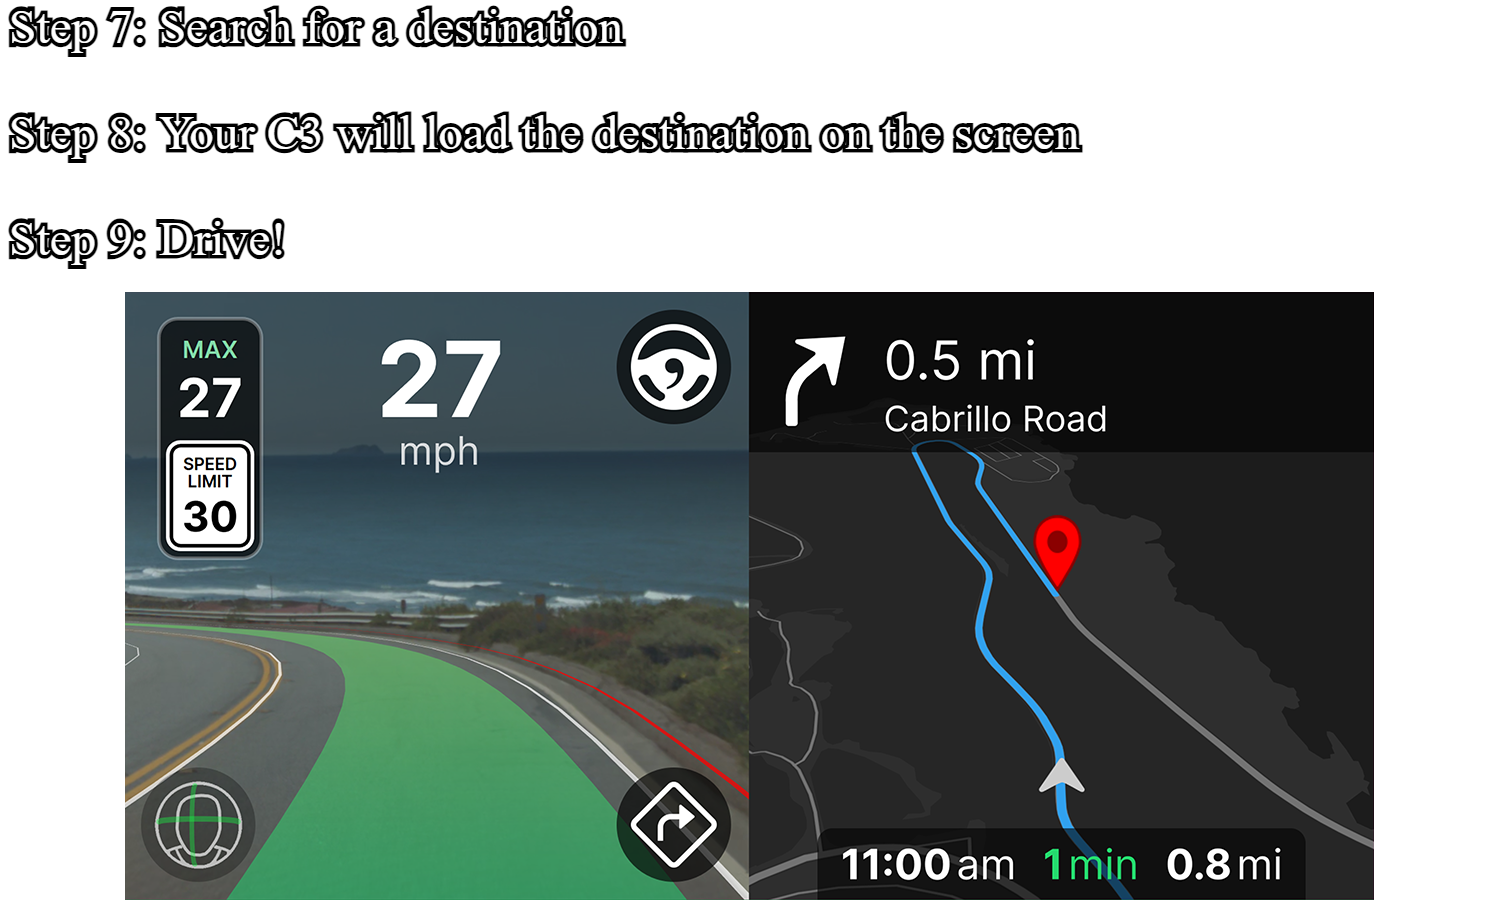 Step 7: Search for a destination
Step 8: Your C3 will load the destination on the screen
Step 9: Drive!
MAX
27
SPEED
LIMIT
30
27
mph
0.5 mi
Cabrillo Road
11:00 am 1 min 0.8 mi